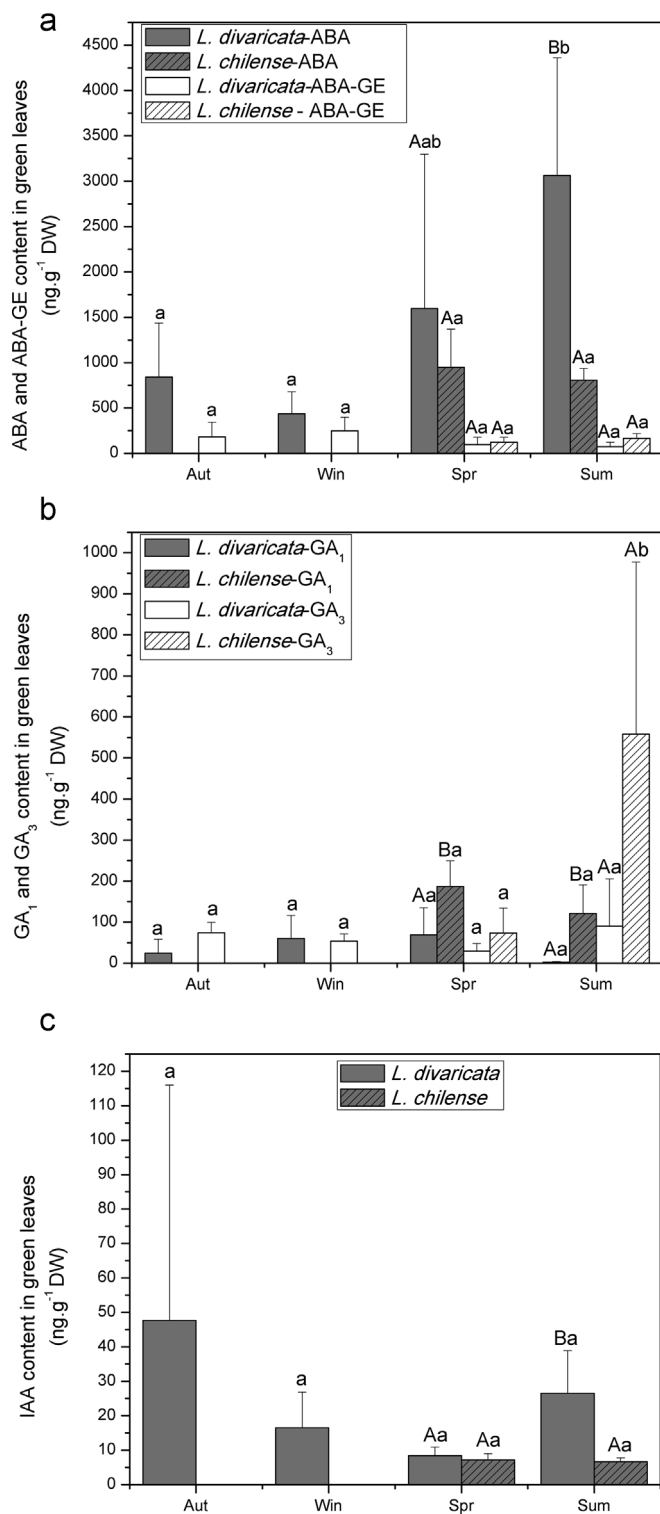 a
L. divaricata-ABA
L. chilense-ABA
L. divaricata-ABA-GE
L. chilense - ABA-GE
ABA and ABA-GE content in green leaves
(ng.g⁻¹ DW)
4500
4000
3500
3000
2500
2000
1500
1000
500
0
a
a
a
a
Aab
Aa
Aa
Aa
Bb
Aa
Aa
Aa
Aut
Win
Spr
Sum
b
L. divaricata-GA₁
L. chilense-GA₁
L. divaricata-GA₃
L. chilense-GA₃
GA₁ and GA₃ content in green leaves
(ng.g⁻¹ DW)
1000
900
800
700
600
500
400
300
200
100
0
a
a
a
a
Aa
Ba
a
a
Aa
Ba
Aa
Ab
Aut
Win
Spr
Sum
c
L. divaricata
L. chilense
IAA content in green leaves
(ng.g⁻¹ DW)
120
110
100
90
80
70
60
50
40
30
20
10
0
a
a
Aa
Aa
Ba
Aa
Aut
Win
Spr
Sum